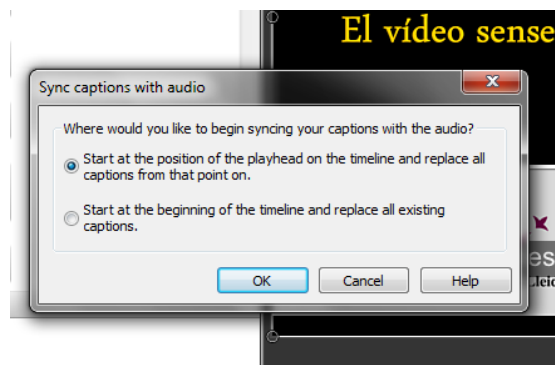 El vídeo sense
Sync captions with audio
Where would you like to begin syncing your captions with the audio?
Start at the position of the playhead on the timeline and replace all
captions from that point on.
Start at the beginning of the timeline and replace all existing
captions.
OK Cancel Help
es